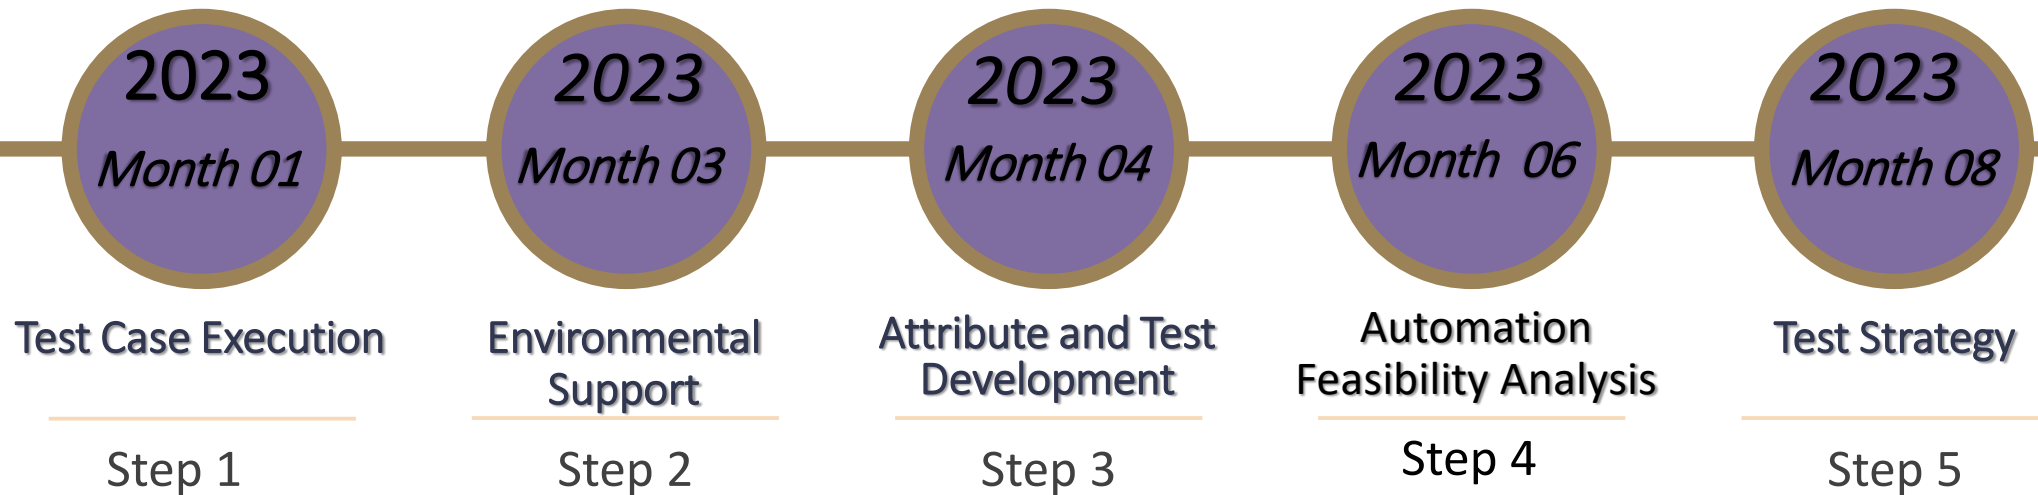 2023
Month 01
Test Case Execution
Step 1
2023
Month 03
Environmental
Support
Step 2
2023
Month 04
Attribute and Test
Development
Step 3
2023
Month 06
Automation
Feasibility Analysis
Step 4
2023
Month 08
Test Strategy
Step 5